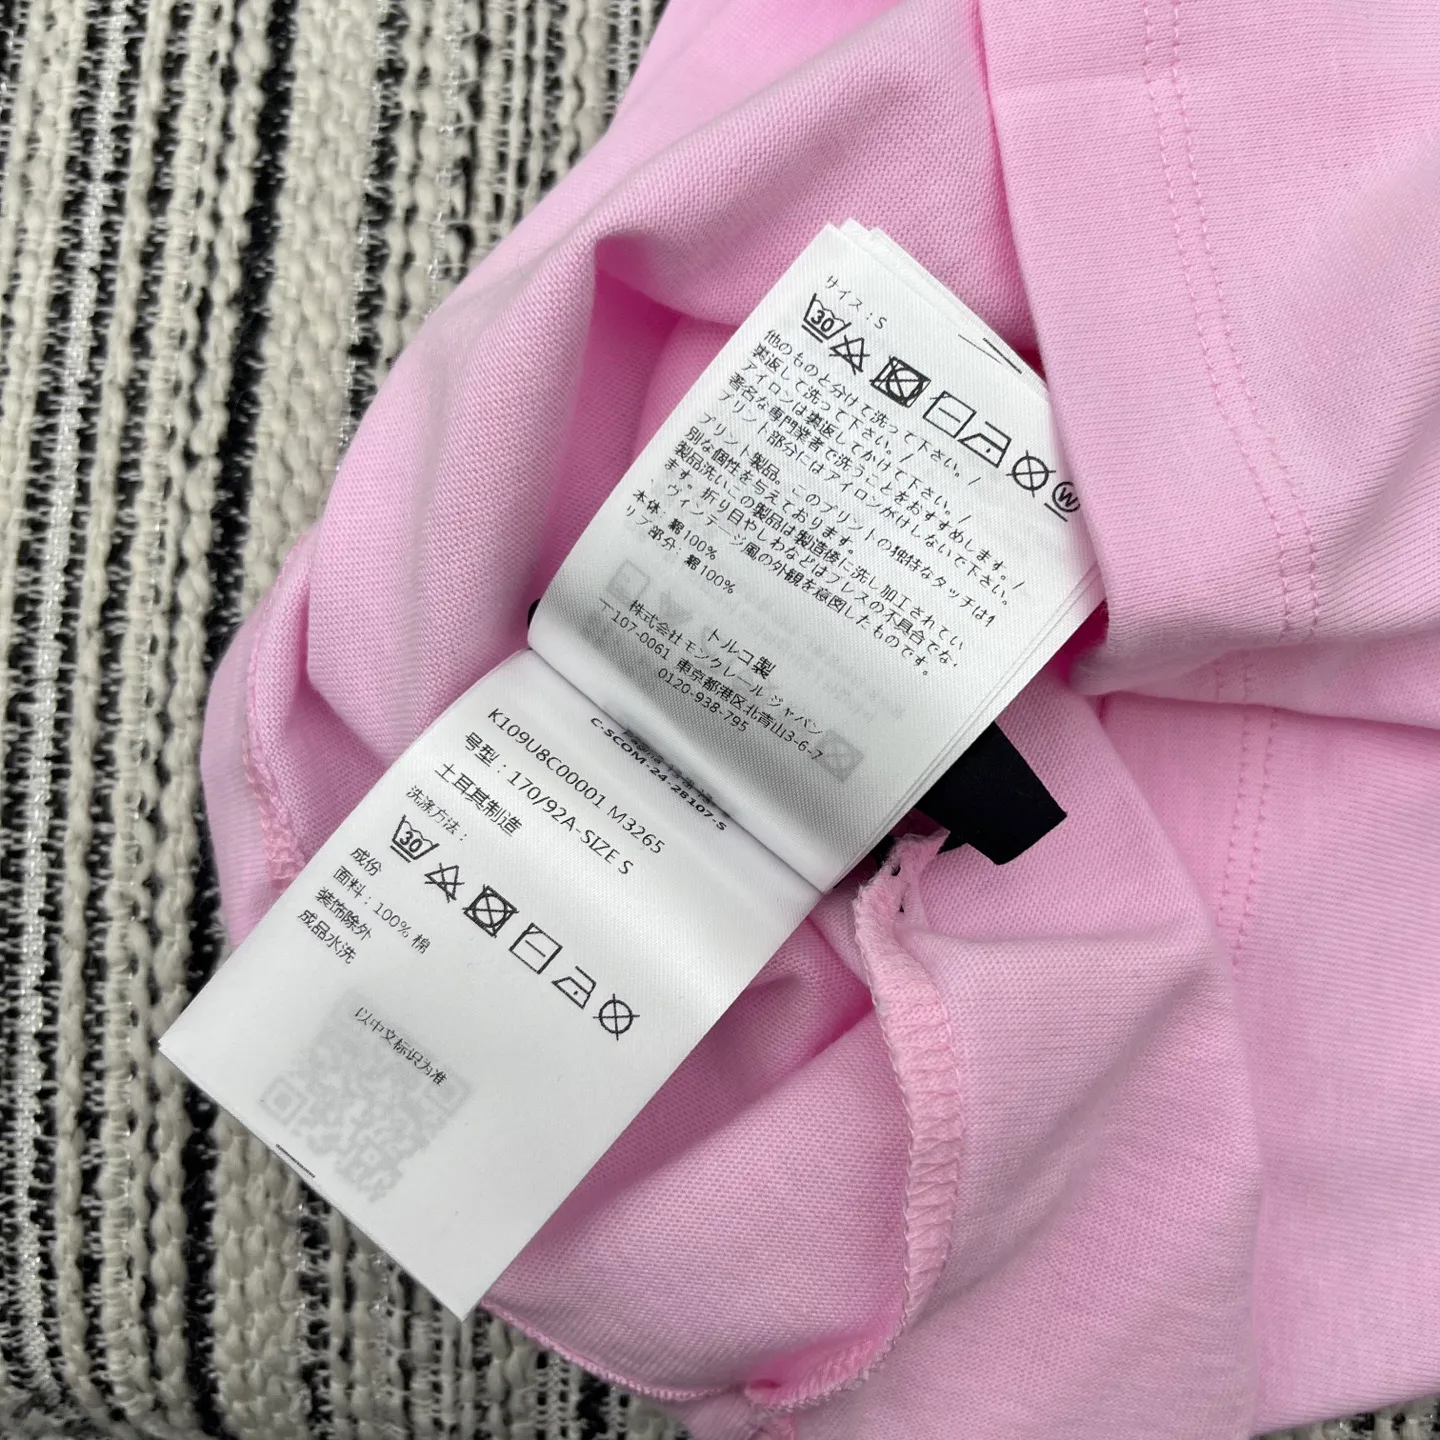 サイズ : S
30
W
他のものと分けて洗って下さい。/
裏返して洗って下さい。/
アイロンは裏返してかけて下さい。/
著名な専門業者で洗うことをおすすめします。/
プリント部分にはアイロンがけしないで下さい。
プリント製品。このプリントの独特なタッチは1
別な個性を与えております。
製品洗いこの製品は製造後に洗し加工されてい
ます。折り目やしわなどはプレスの不具合でな
、ヴィンテージ風の外観を意図したものです。
本体: 綿100%
リブ部分: 綿100%
トルコ製
株式会社モンクレール ジャパン
〒107-0061 東京都港区北青山3-6-7
0120-938-795
C-SCOM-24-28107-S
K109U8C00001 M3265
号型 : 170/92A-SIZE S
土耳其制造
洗涤方法 :
30
成份
面料 : 100% 棉
装饰除外
成品水洗
以中文标识为准